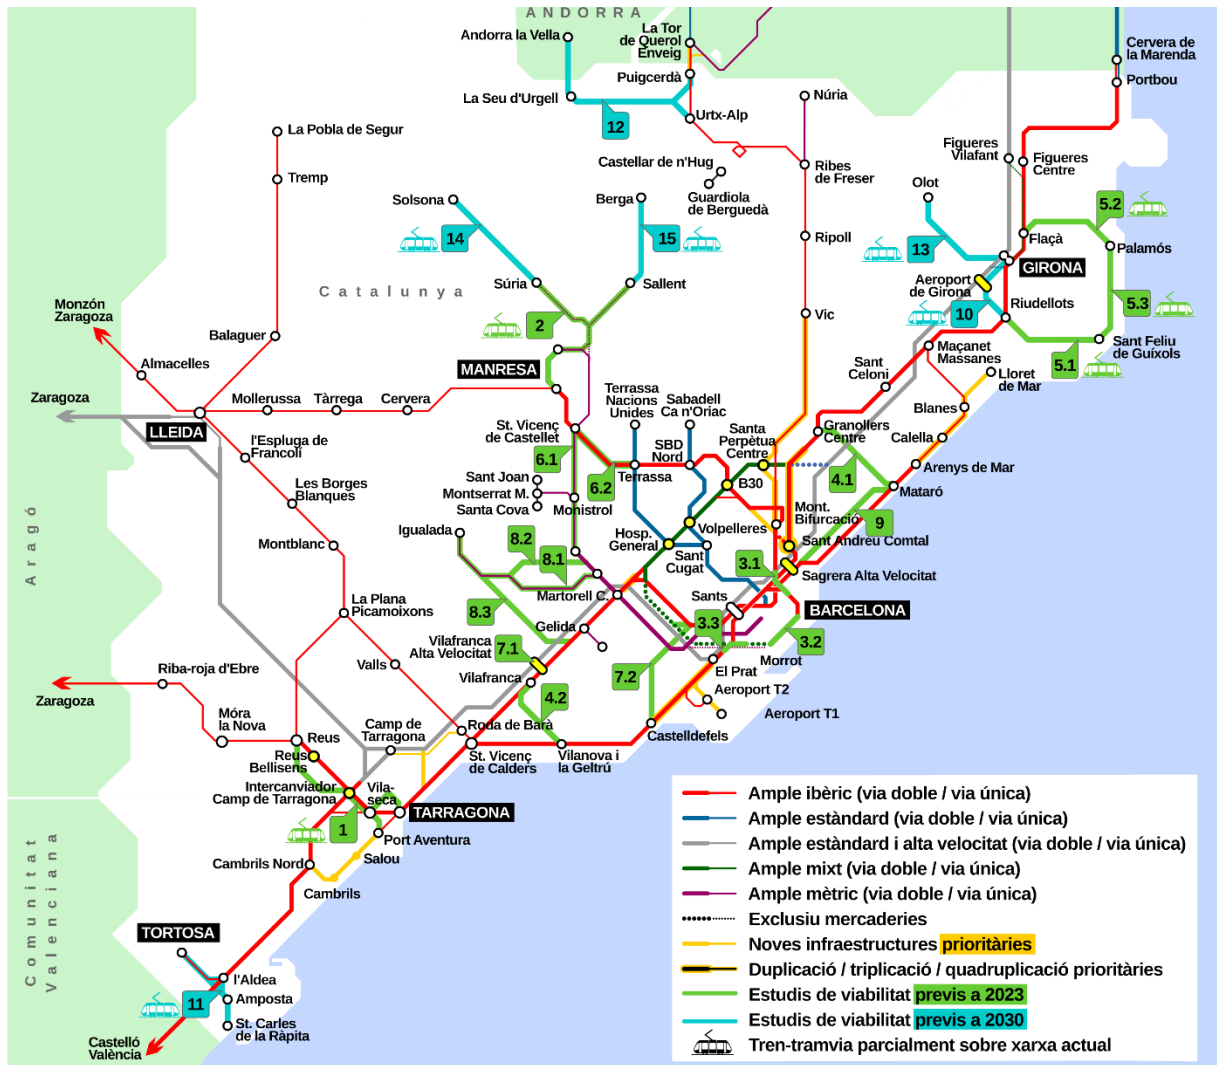 ANDORRA
Andorra la Vella
La Tor
de Querol
Enveig
Cervera de
la Marenda
Puigcerdà
Portbou
La Seu d'Urgell
12
Urtx-Alp
Núria
La Pobla de Segur
Tremp
Castellar de n'Hug
Guardiola
de Berguedà
Ribes
de Freser
Figueres
Vilafant
Figueres
Centre
Solsona
14
Berga
15
Ripoll
Olot
13
Flaçà
5.2
Palamós
GIRONA
Catalunya
Súria
Sallent
2
Aeroport
de Girona
10
Riudellots
5.3
5.1
Sant Feliu
de Guíxols
Monzón
Zaragoza
Balaguer
Almacelles
Vic
Maçanet
Massanes
MANRESA
Sant
Celoni
Lloret
de Mar
Zaragoza
Mollerussa
Tàrrega
Cervera
LLEIDA
Terrassa
Nacions
Unides
Sabadell
Ca n'Oriac
Blanes
l'Espluga de
Francolí
St. Vicenç
de Castellet
SBD
Nord
Santa
Perpètua
Centre
Granollers
Centre
Calella
6.1
6.2
Terrassa
B30
4.1
Arenys de Mar
Les Borges
Blanques
Sant Joan
Montserrat M.
Santa Cova
Monistrol
Mataró
Mont.
Bifurcació
9
Aragó
Montblanc
Igualada
8.2
8.1
Hosp.
General
Volpelleres
Sant
Cugat
Sant Andreu Comtal
3.1
Sagrera Alta Velocitat
La Plana
Picamoixons
8.3
Martorell C.
Sants
BARCELONA
Gelida
3.3
3.2
Vilafranca
Alta Velocitat
7.1
Valls
Riba-roja d'Ebre
Vilafranca
7.2
El Prat
Morrot
Zaragoza
4.2
Aeroport T2
Aeroport T1
Móra
la Nova
Camp de
Tarragona
Roda de Barà
Castelldefels
Reus
Reus
Bellisens
St. Vicenç
de Calders
Vilanova i
la Geltrú
Intercanviador
Camp de Tarragona
Vila-
seca
TARRAGONA
1
Port Aventura
Salou
Cambrils Nord
Cambrils
Comunitat
Valenciana
TORTOSA
l'Aldea
11
Amposta
St. Carles
de la Ràpita
Castelló
València
Ample ibèric (via doble / via única)
Ample estàndard (via doble / via única)
Ample estàndard i alta velocitat (via doble / via única)
Ample mixt (via doble / via única)
Ample mètric (via doble / via única)
Exclusiu mercaderies
Noves infraestructures prioritàries
Duplicació / triplicació / quadruplicació prioritàries
Estudis de viabilitat previs a 2023
Estudis de viabilitat previs a 2030
Tren-tramvia parcialment sobre xarxa actual